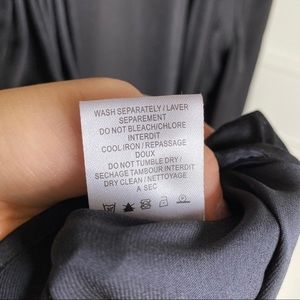 WASH SEPARATELY / LAVER
SEPAREMENT
DO NOT BLEACH/CHLORE
INTERDIT
COOL IRON / REPASSAGE
DOUX
DO NOT TUMBLE DRY /
SECHAGE TAMBOUR INTERDIT
DRY CLEAN / NETTOYAGE
A SEC